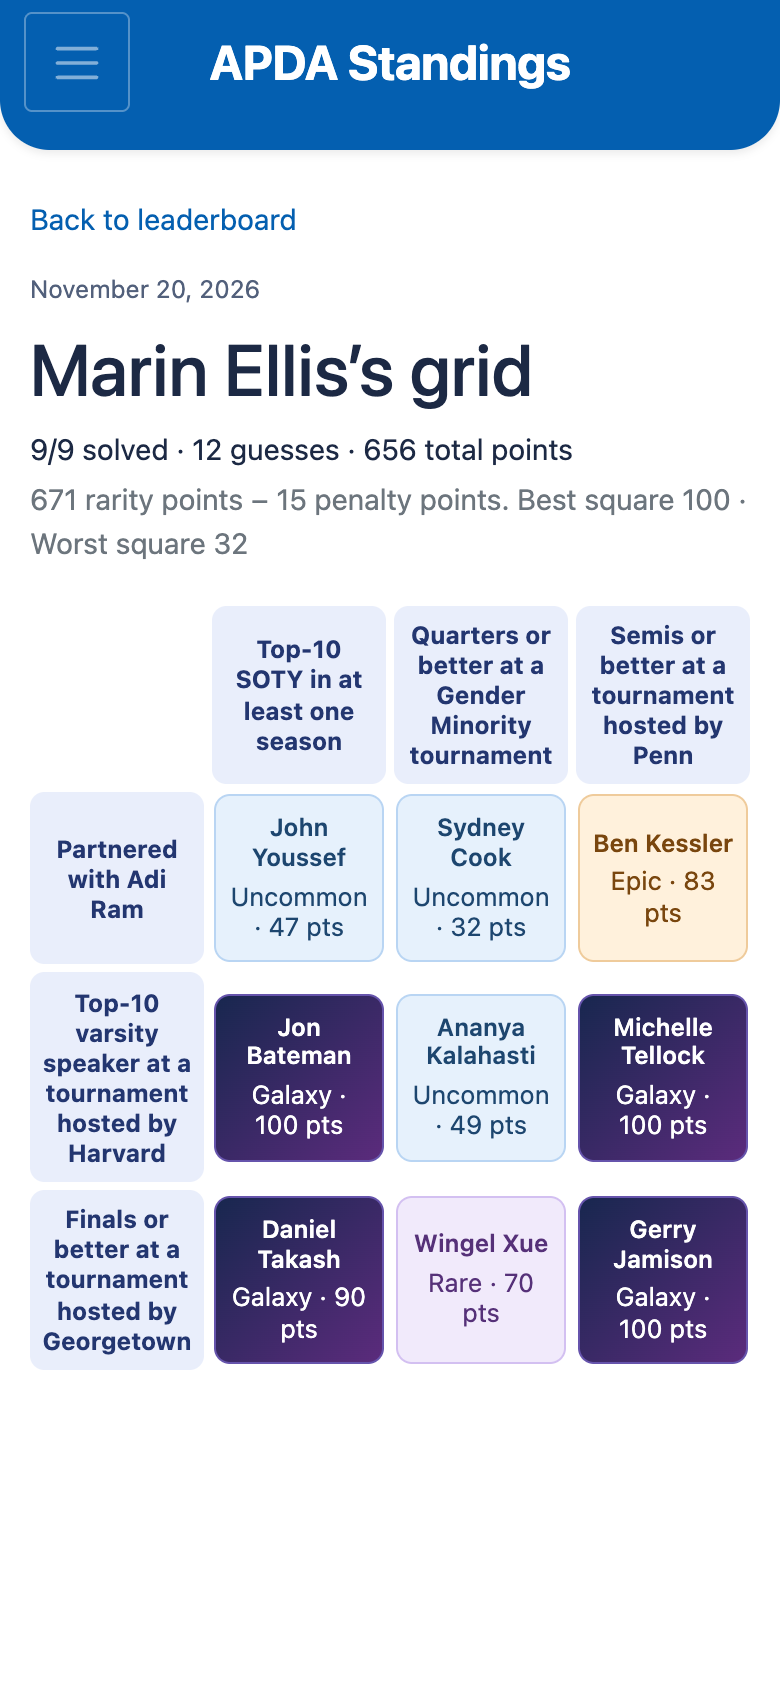 APDA Standings
Back to leaderboard
November 20, 2026
Marin Ellis’s grid
9/9 solved · 12 guesses · 656 total points
671 rarity points – 15 penalty points. Best square 100 ·
Worst square 32
Top-10
SOTY in at
least one
season
Quarters or
better at a
Gender
Minority
tournament
Semis or
better at a
tournament
hosted by
Penn
Partnered
with Adi
Ram
John
Youssef
Uncommon
· 47 pts
Sydney
Cook
Uncommon
· 32 pts
Ben Kessler
Epic · 83
pts
Top-10
varsity
speaker at a
tournament
hosted by
Harvard
Jon
Bateman
Galaxy ·
100 pts
Ananya
Kalahasti
Uncommon
· 49 pts
Michelle
Tellock
Galaxy ·
100 pts
Finals or
better at a
tournament
hosted by
Georgetown
Daniel
Takash
Galaxy · 90
pts
Wingel Xue
Rare · 70
pts
Gerry
Jamison
Galaxy ·
100 pts